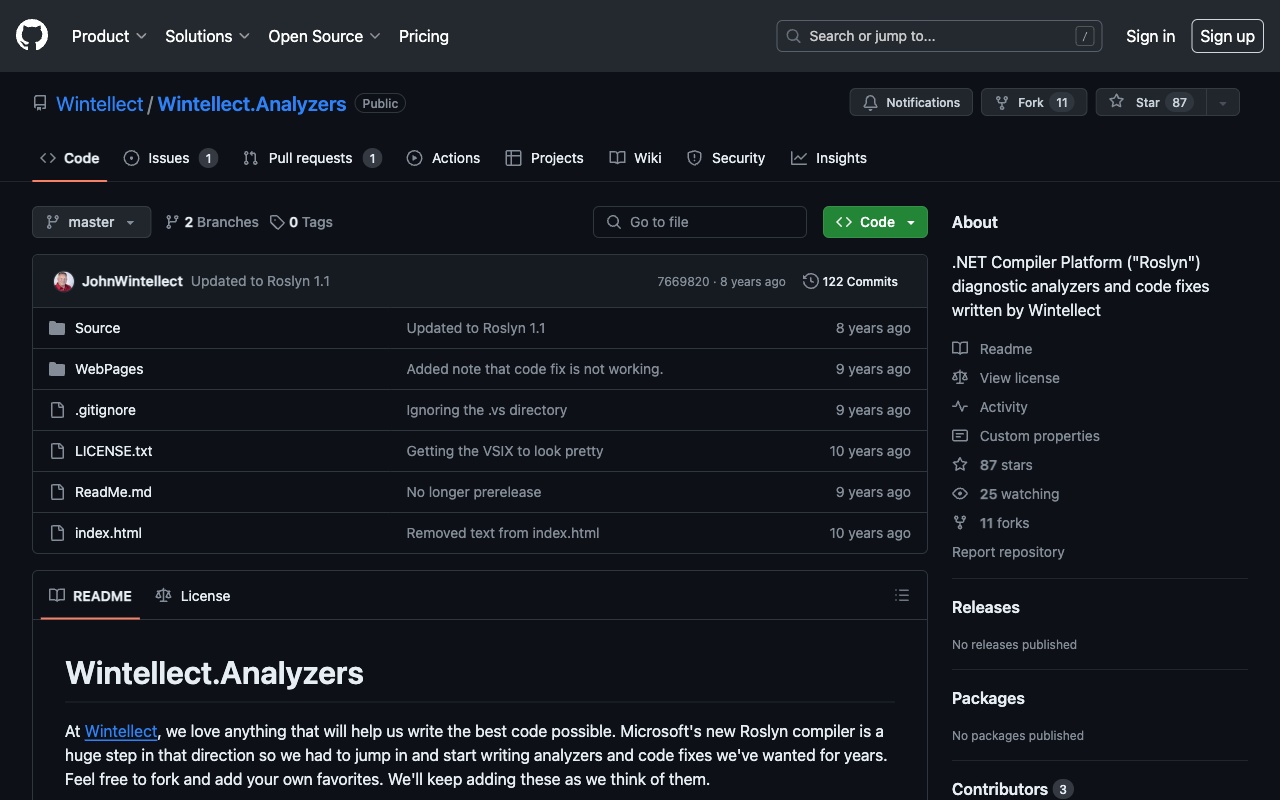 Product Solutions Open Source Pricing Search or jump to... / Sign in Sign up
Wintellect / Wintellect.Analyzers Public Notifications Fork 11 Star 87
Code Issues 1 Pull requests 1 Actions Projects Wiki Security Insights
master 2 Branches 0 Tags Go to file Code
JohnWintellect Updated to Roslyn 1.1 7669820 · 8 years ago 122 Commits
Source Updated to Roslyn 1.1 8 years ago
WebPages Added note that code fix is not working. 9 years ago
.gitignore Ignoring the .vs directory 9 years ago
LICENSE.txt Getting the VSIX to look pretty 10 years ago
ReadMe.md No longer prerelease 9 years ago
index.html Removed text from index.html 10 years ago
README License
Wintellect.Analyzers
At Wintellect, we love anything that will help us write the best code possible. Microsoft's new Roslyn compiler is a
huge step in that direction so we had to jump in and start writing analyzers and code fixes we've wanted for years.
Feel free to fork and add your own favorites. We'll keep adding these as we think of them.
About
.NET Compiler Platform ("Roslyn")
diagnostic analyzers and code fixes
written by Wintellect
Readme
View license
Activity
Custom properties
87 stars
25 watching
11 forks
Report repository
Releases
No releases published
Packages
No packages published
Contributors 3